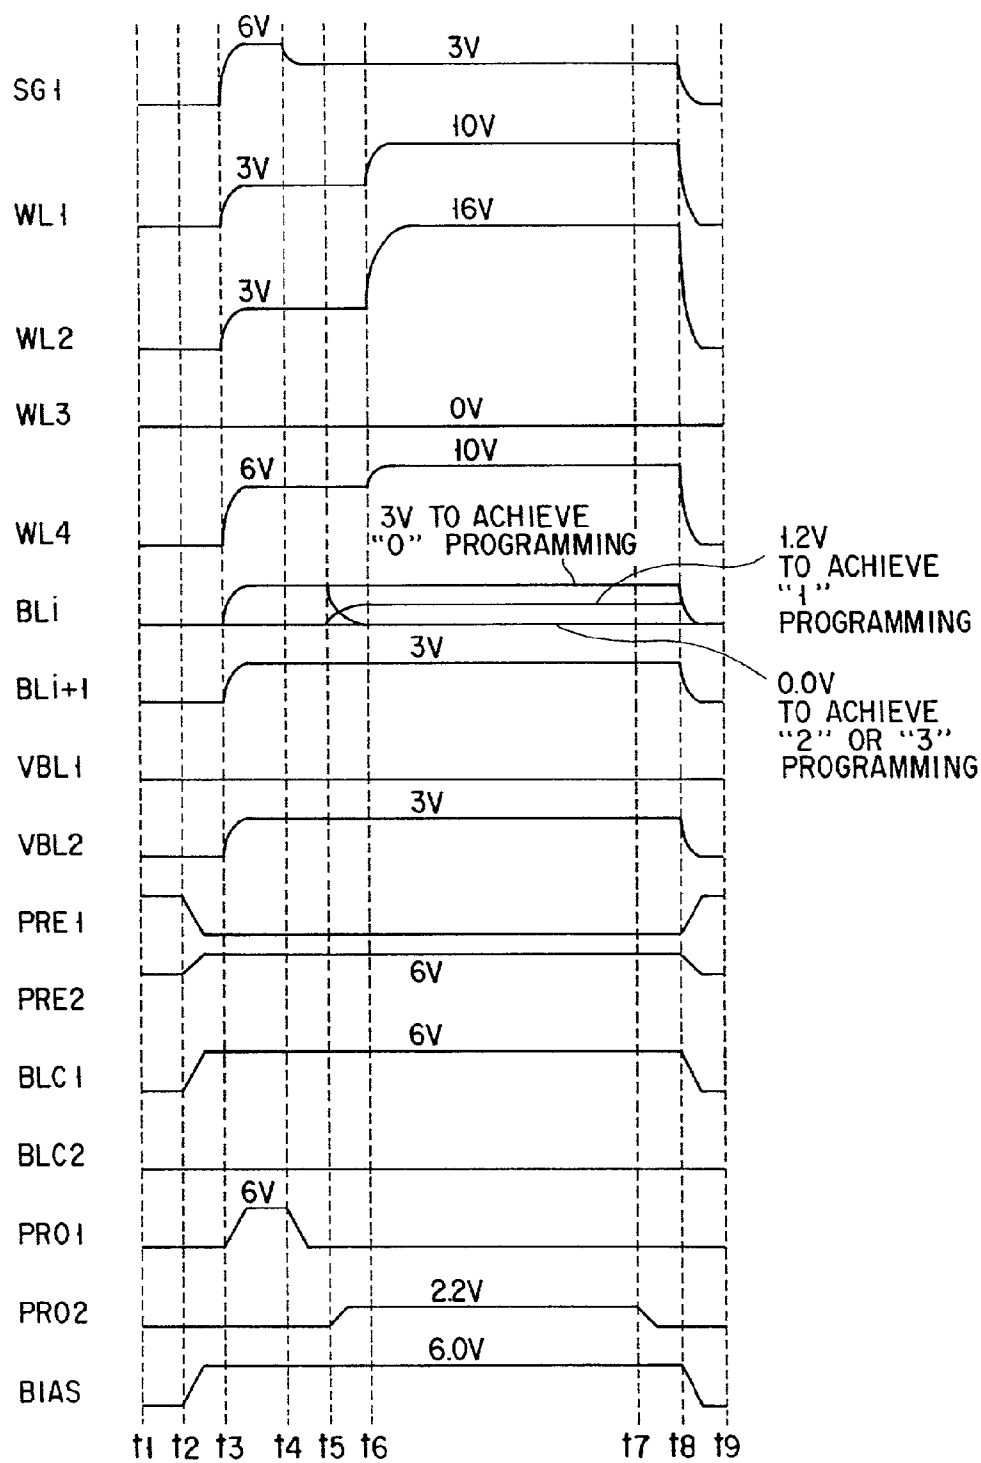 6V
3V
SG1
10V
3V
WL1
16V
3V
WL2
WL3
0V
10V
6V
WL4
3V TO ACHIEVE
"0" PROGRAMMING
1.2V
TO ACHIEVE
"1"
PROGRAMMING
BLi
3V
BLi+1
0.0V
TO ACHIEVE
"2" OR "3"
PROGRAMMING
VBL1
3V
VBL2
PRE1
6V
PRE2
6V
BLC1
BLC2
6V
PRO1
2.2V
PRO2
6.0V
BIAS
t1 t2 t3 t4 t5 t6 t7 t8 t9